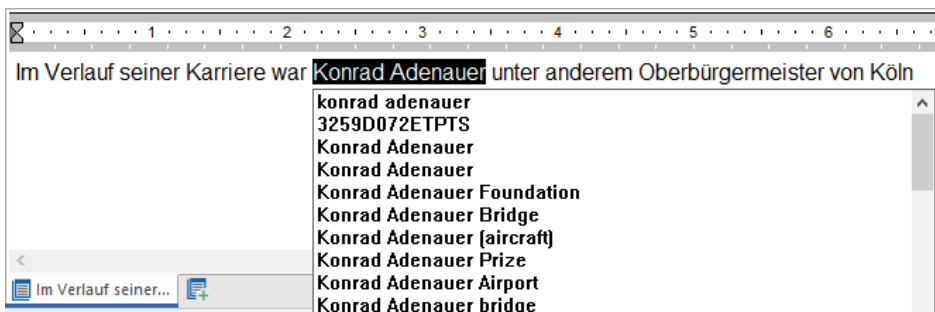 1 2 3 4 5 6
Im Verlauf seiner Karriere war Konrad Adenauer unter anderem Oberbürgermeister von Köln
konrad adenauer
3259D072ETPTS
Konrad Adenauer
Konrad Adenauer
Konrad Adenauer Foundation
Konrad Adenauer Bridge
Konrad Adenauer (aircraft)
Konrad Adenauer Prize
Konrad Adenauer Airport
Konrad Adenauer bridge
Im Verlauf seiner...